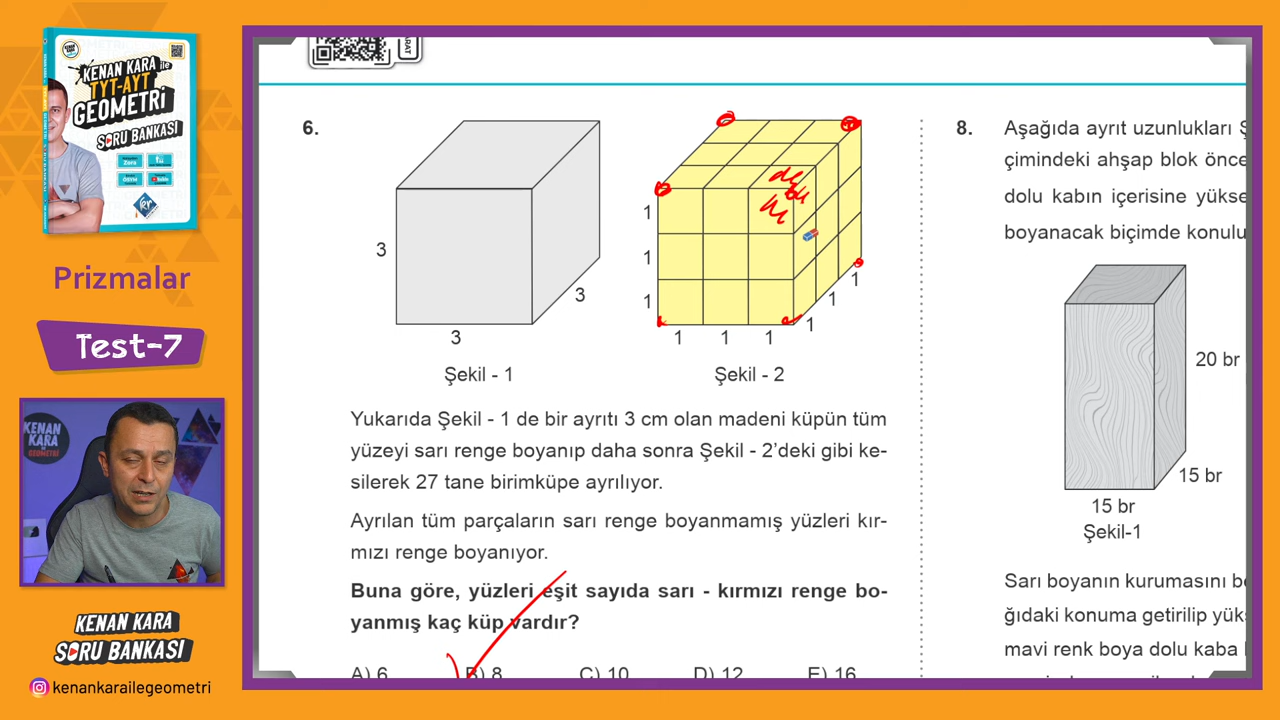 KENAN KARA ile
TYT-AYT
GEOMETRİ
SORU BANKASI
Prizmalar
Test-7
KENAN
KARA
GEOMETRİ
KENAN KARA
SORU BANKASI
kenankarailegeometri
6.
3
3
3
Şekil - 1
1
1
1
1
1
1
1
1
1
Şekil - 2
Yukarıda Şekil - 1 de bir ayrıtı 3 cm olan madeni küpün tüm
yüzeyi sarı renge boyanıp daha sonra Şekil - 2'deki gibi ke-
silerek 27 tane birimküpe ayrılıyor.
Ayrılan tüm parçaların sarı renge boyanmamış yüzleri kır-
mızı renge boyanıyor.
Buna göre, yüzleri eşit sayıda sarı - kırmızı renge bo-
yanmış kaç küp vardır?
A) 6 B) 8 C) 10 D) 12 E) 16
8. Aşağıda ayrıt uzunlukları Ş
çimindeki ahşap blok önce
dolu kabın içerisine yükse
boyanacak biçimde konulu
20 br
15 br
15 br
Şekil-1
Sarı boyanın kurumasını be
ğıdaki konuma getirilip yük
mavi renk boya dolu kaba